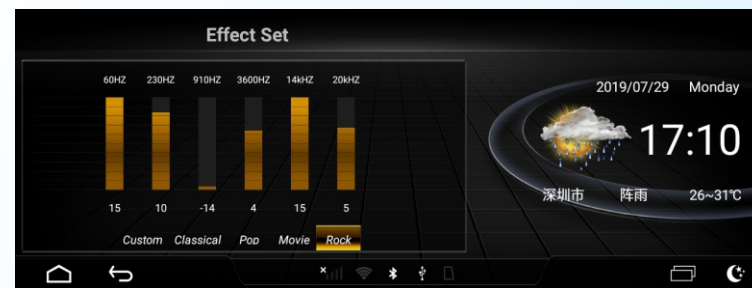 Effect Set
60HZ 230HZ 910HZ 3600HZ 14kHZ 20kHZ
15 10 -14 4 15 5
Custom Classical Pop Movie Rock
2019/07/29 Monday
17:10
深圳市 阵雨 26~31℃